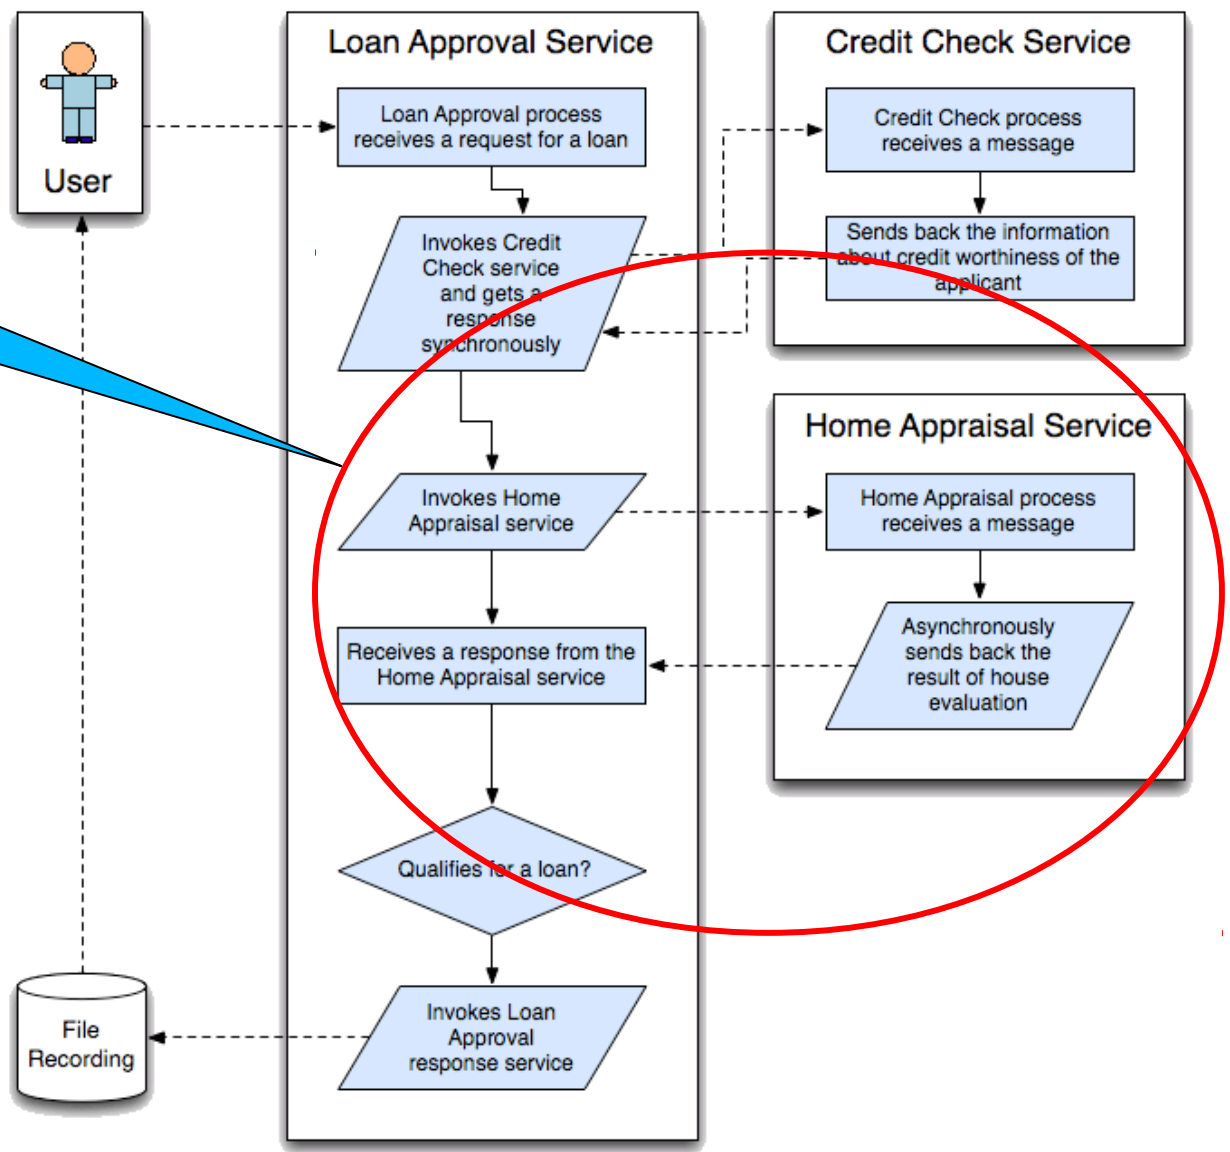 User
Loan Approval Service
Loan Approval process
receives a request for a loan
Invokes Credit
Check service
and gets a
response
synchronously
Invokes Home
Appraisal service
Receives a response from the
Home Appraisal service
Qualifies for a loan?
Invokes Loan
Approval
response service
File
Recording
Credit Check Service
Credit Check process
receives a message
Sends back the information
about credit worthiness of the
applicant
Home Appraisal Service
Home Appraisal process
receives a message
Asynchronously
sends back the
result of house
evaluation